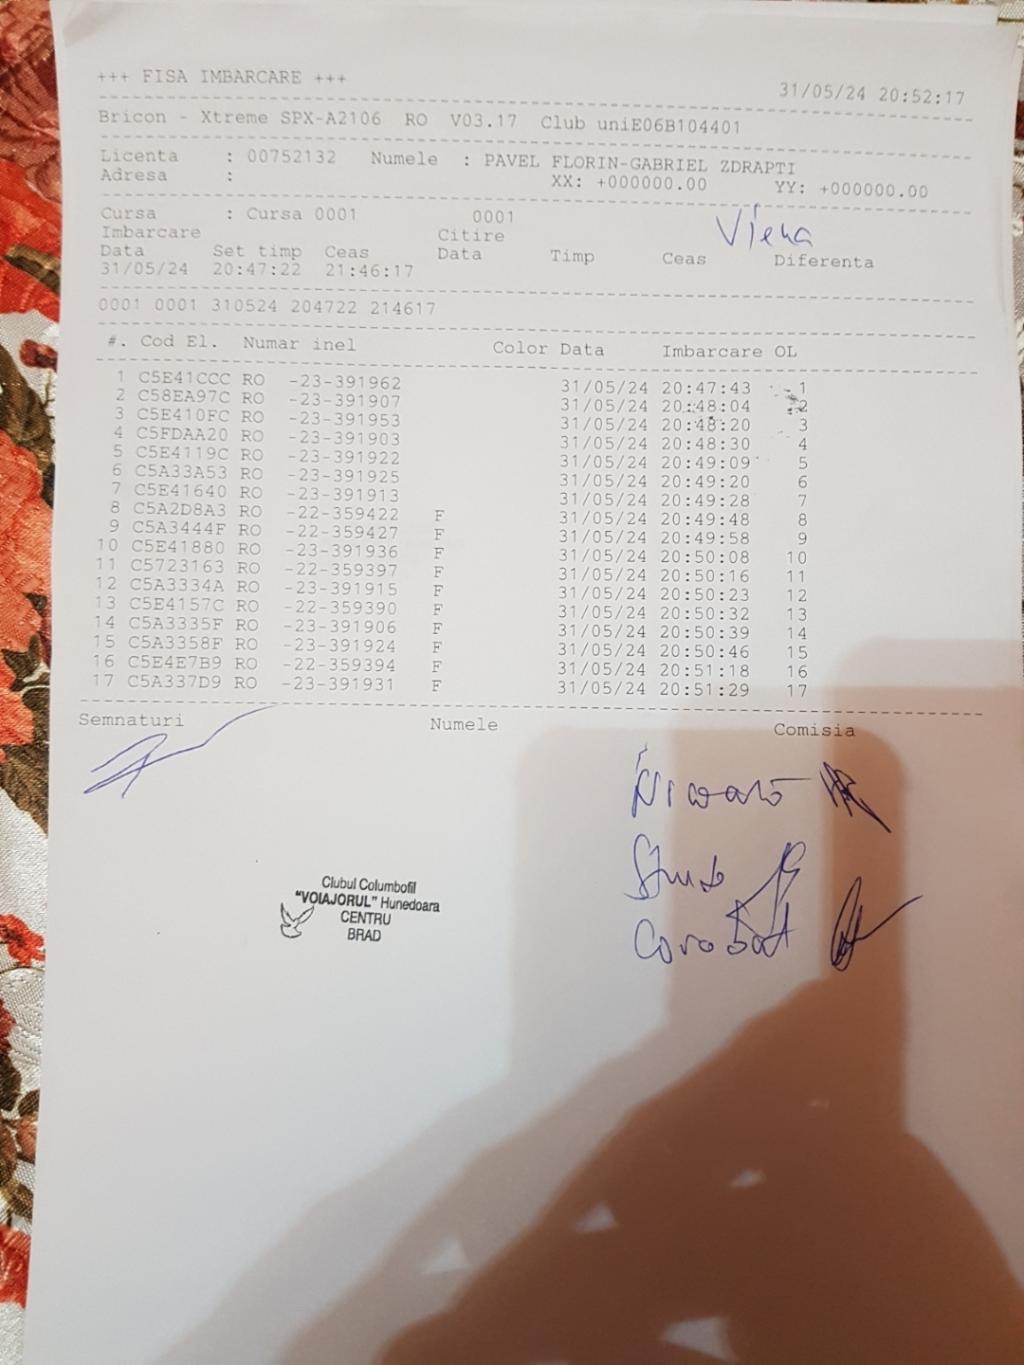 +++ FISA IMBARCARE +++
31/05/24 20:52:17
Bricon - Xtreme SPX-A2106 RO V03.17 Club uniE06B104401
Licenta : 00752132 Numele : PAVEL FLORIN-GABRIEL ZDRAPTI
Adresa : XX: +000000.00 YY: +000000.00
Cursa : Cursa 0001 0001
Viena
Imbarcare Citire
Data Set timp Ceas Data Timp Ceas Diferenta
31/05/24 20:47:22 21:46:17
0001 0001 310524 204722 214617
#. Cod El. Numar inel Color Data Imbarcare OL
1 C5E41CCC RO -23-391962 31/05/24 20:47:43 1
2 C58EA97C RO -23-391907 31/05/24 20:48:04 2
3 C5E410FC RO -23-391953 31/05/24 20:48:20 3
4 C5FDAA20 RO -23-391903 31/05/24 20:48:30 4
5 C5E4119C RO -23-391922 31/05/24 20:49:09 5
6 C5A33A53 RO -23-391925 31/05/24 20:49:20 6
7 C5E41640 RO -23-391913 31/05/24 20:49:28 7
8 C5A2D8A3 RO -22-359422 F 31/05/24 20:49:48 8
9 C5A3444F RO -22-359427 F 31/05/24 20:49:58 9
10 C5E41880 RO -23-391936 F 31/05/24 20:50:08 10
11 C5723163 RO -22-359397 F 31/05/24 20:50:16 11
12 C5A3334A RO -23-391915 F 31/05/24 20:50:23 12
13 C5E4157C RO -22-359390 F 31/05/24 20:50:32 13
14 C5A3335F RO -23-391906 F 31/05/24 20:50:39 14
15 C5A3358F RO -23-391924 F 31/05/24 20:50:46 15
16 C5E4E7B9 RO -22-359394 F 31/05/24 20:51:18 16
17 C5A337D9 RO -23-391931 F 31/05/24 20:51:29 17
Semnaturi Numele Comisia
Clubul Columbofil
"VOIAJORUL" Hunedoara
CENTRU
BRAD